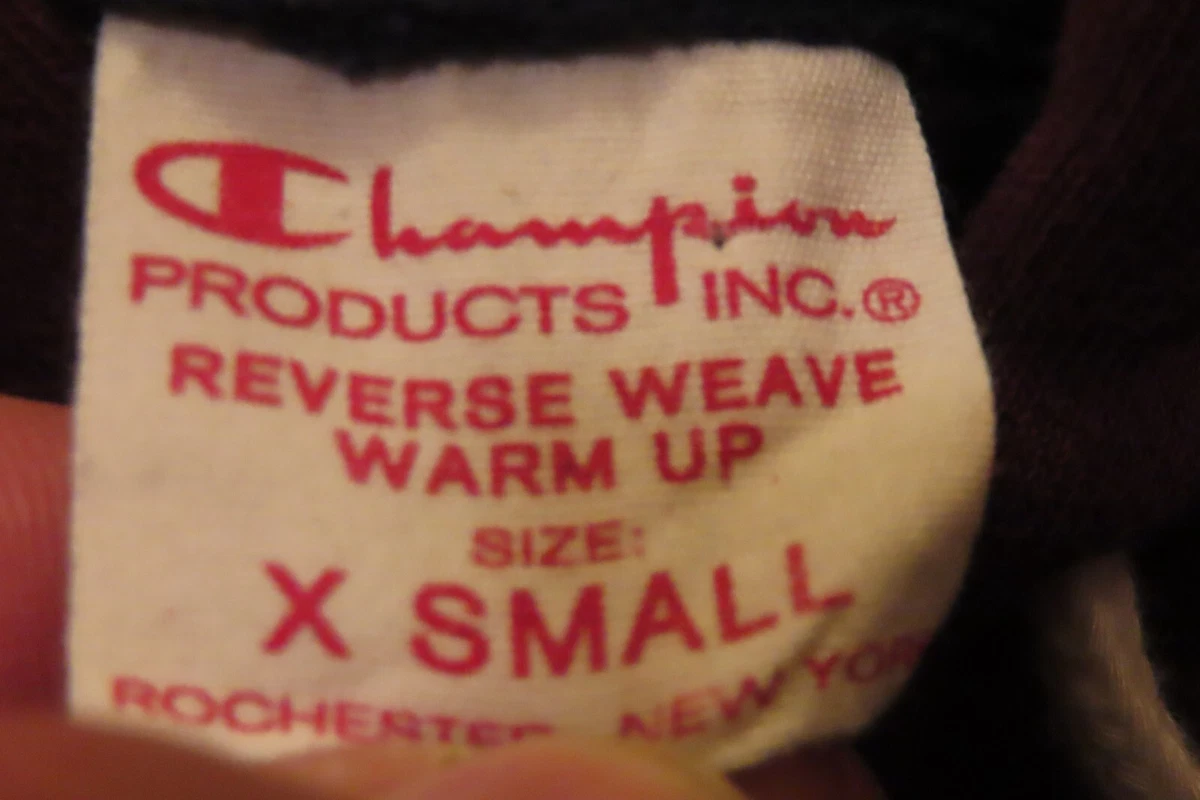 Champion
PRODUCTS INC.®
REVERSE WEAVE
WARM UP
SIZE:
X SMALL
ROCHESTER, NEW YORK